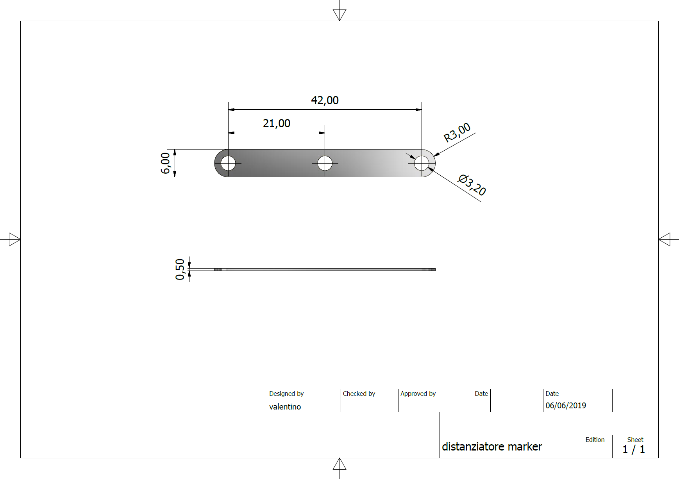 42,00
21,00
R3,00
6,00
Ø3,20
0,50
Designed by
Checked by
Approved by
Date
Date
valentino
06/06/2019
distanziatore marker
Edition
Sheet
1 / 1